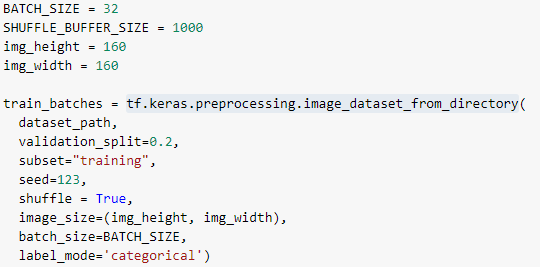 BATCH_SIZE = 32
SHUFFLE_BUFFER_SIZE = 1000
img_height = 160
img_width = 160
train_batches = tf.keras.preprocessing.image_dataset_from_directory(
  dataset_path,
  validation_split=0.2,
  subset="training",
  seed=123,
  shuffle = True,
  image_size=(img_height, img_width),
  batch_size=BATCH_SIZE,
  label_mode='categorical')